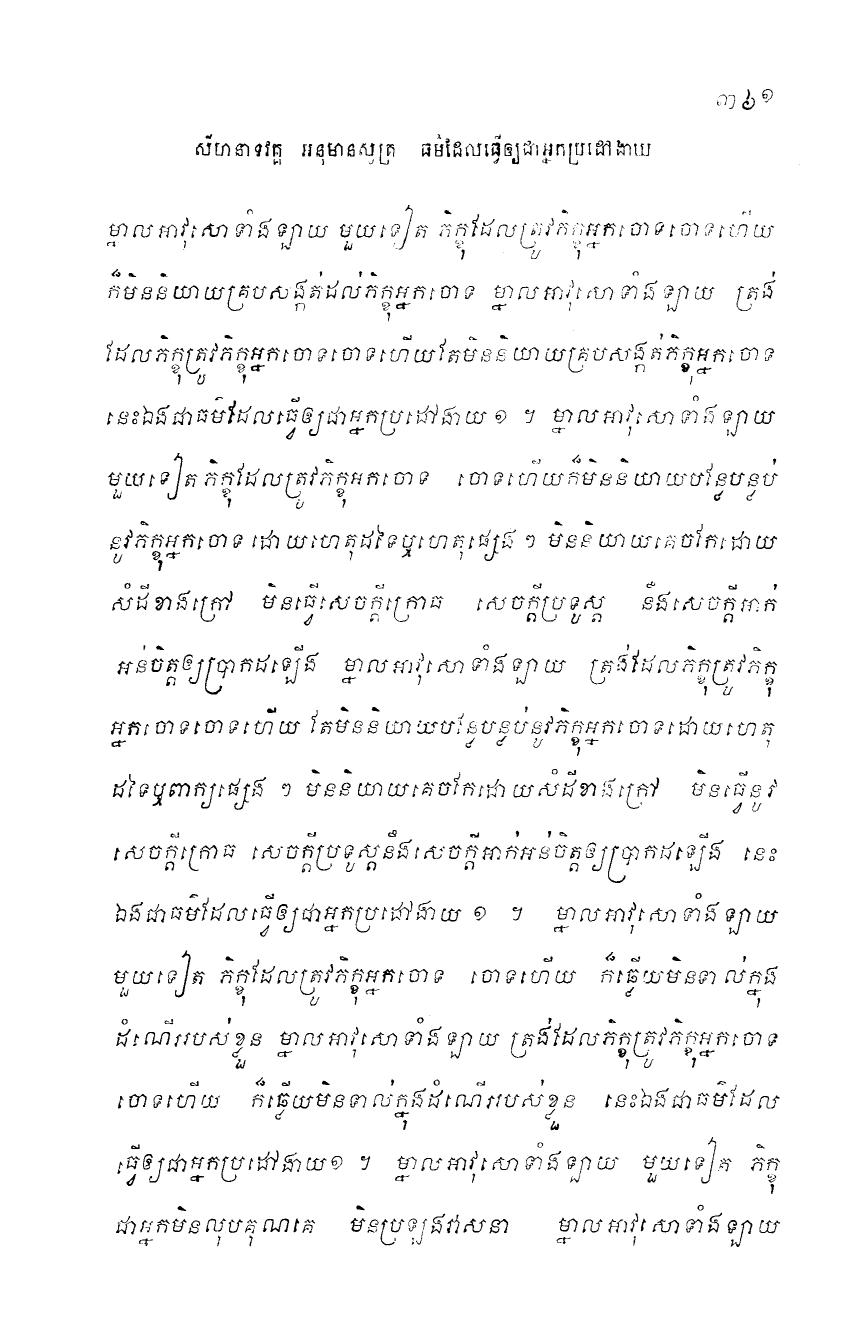 ៣៦១
សីហនាទវគ្គ អនុមានសូត្រ ធម៌ដែលធ្វើឲ្យជាអ្នកប្រដៅងាយ
ម្នាលអាវុសោទាំងឡាយ មួយទៀត ភិក្ខុដែលត្រូវភិក្ខុអ្នកចោទចោទហើយ
ក៏មិននិយាយគ្របសង្កត់ដល់ភិក្ខុអ្នកចោទ ម្នាលអាវុសោទាំងឡាយ ត្រង់
ដែលភិក្ខុត្រូវភិក្ខុអ្នកចោទចោទហើយតែមិននិយាយគ្របសង្កត់ភិក្ខុអ្នកចោទ
នេះឯងជាធម៌ដែលធ្វើឲ្យជាអ្នកប្រដៅងាយ ១ ។ ម្នាលអាវុសោទាំងឡាយ
មួយទៀត ភិក្ខុដែលត្រូវភិក្ខុអ្នកចោទ ចោទហើយក៏មិននិយាយបន្ទែបន្ទប់
នូវភិក្ខុអ្នកចោទ ដោយហេតុដទៃឬហេតុផ្សេង ៗ មិននិយាយគេចកែដោយ
សំដីខាងក្រៅ មិនធ្វើសេចក្តីក្រោធ សេចក្តីប្រទូស្ត នឹងសេចក្តីអាក់
អន់ចិត្តឲ្យប្រាកដឡើង ម្នាលអាវុសោទាំងឡាយ ត្រង់ដែលភិក្ខុត្រូវភិក្ខុ
អ្នកចោទចោទហើយ តែមិននិយាយបន្ទែបន្ទប់នូវភិក្ខុអ្នកចោទដោយហេតុ
ដទៃឬពាក្យផ្សេង ៗ មិននិយាយគេចកែដោយសំដីខាងក្រៅ មិនធ្វើនូវ
សេចក្តីក្រោធ សេចក្តីប្រទូស្តនឹងសេចក្តីអាក់អន់ចិត្តឲ្យប្រាកដឡើង នេះ
ឯងជាធម៌ដែលធ្វើឲ្យជាអ្នកប្រដៅងាយ ១ ។ ម្នាលអាវុសោទាំងឡាយ
មួយទៀត ភិក្ខុដែលត្រូវភិក្ខុអ្នកចោទ ចោទហើយ ក៏ឆ្លើយមិនទាល់ក្នុង
ដំណើររបស់ខ្លួន ម្នាលអាវុសោទាំងឡាយ ត្រង់ដែលភិក្ខុត្រូវភិក្ខុអ្នកចោទ
ចោទហើយ ក៏ឆ្លើយមិនទាល់ក្នុងដំណើររបស់ខ្លួន នេះឯងជាធម៌ដែល
ធ្វើឲ្យជាអ្នកប្រដៅងាយ១ ។ ម្នាលអាវុសោទាំងឡាយ មួយទៀត ភិក្ខុ
ជាអ្នកមិនលុបគុណគេ មិនប្រឡងវាសនា ម្នាលអាវុសោទាំងឡាយ